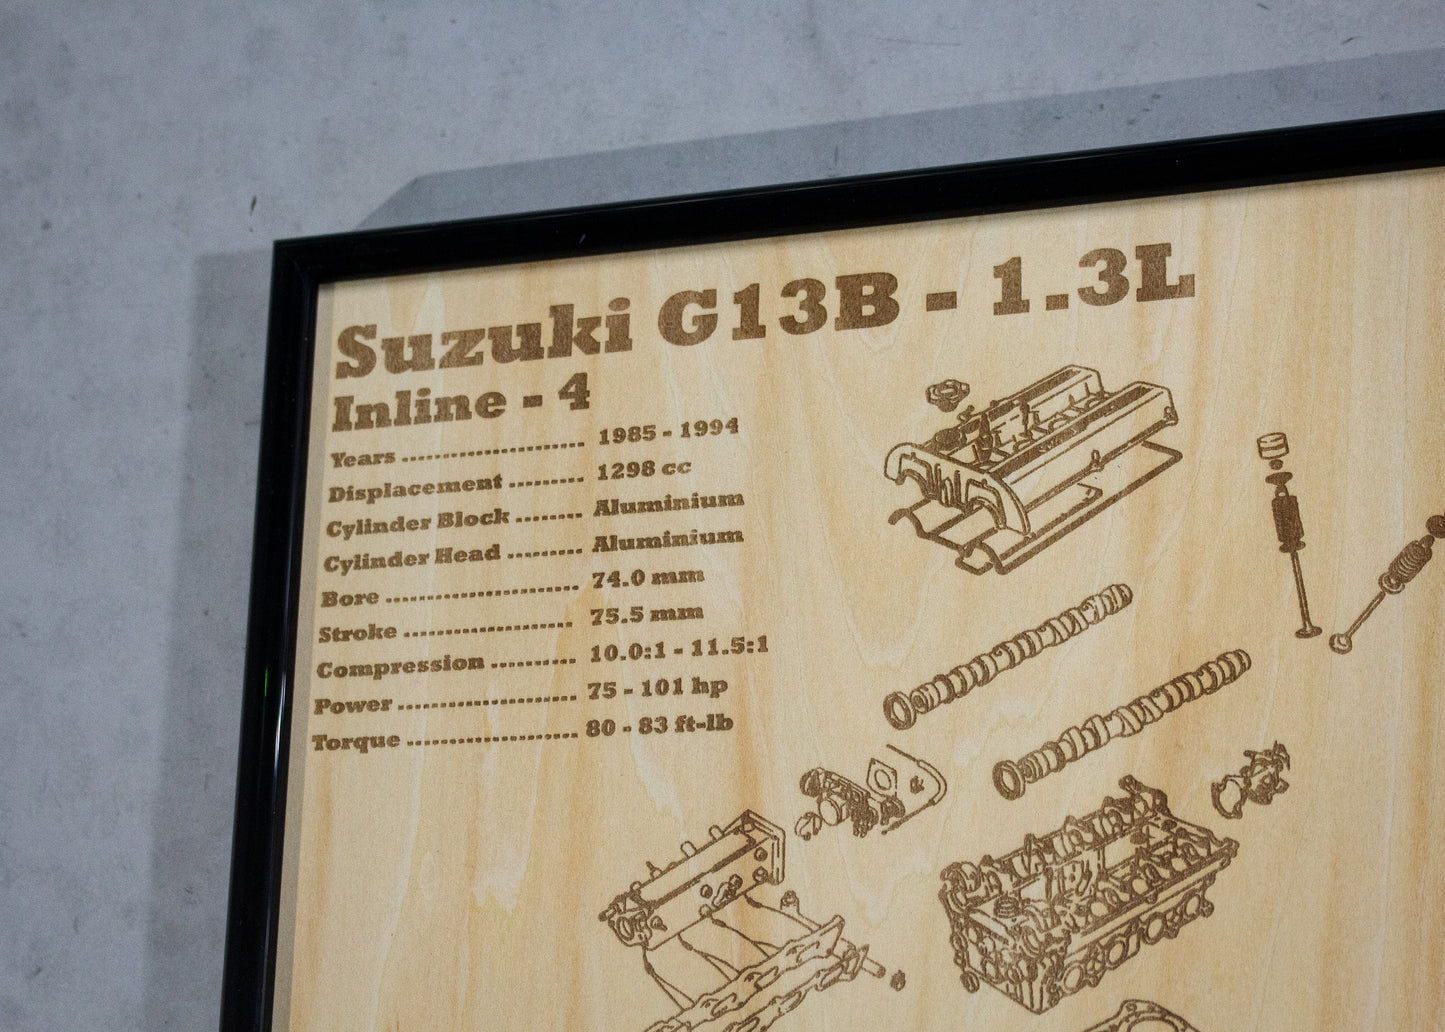 Suzuki G13B - 1.3L
Inline - 4
Years ...................... 1985 - 1994
Displacement ......... 1298 cc
Cylinder Block ........ Aluminium
Cylinder Head ......... Aluminium
Bore ....................... 74.0 mm
Stroke .................... 75.5 mm
Compression .......... 10.0:1 - 11.5:1
Power ..................... 75 - 101 hp
Torque .................... 80 - 83 ft-lb